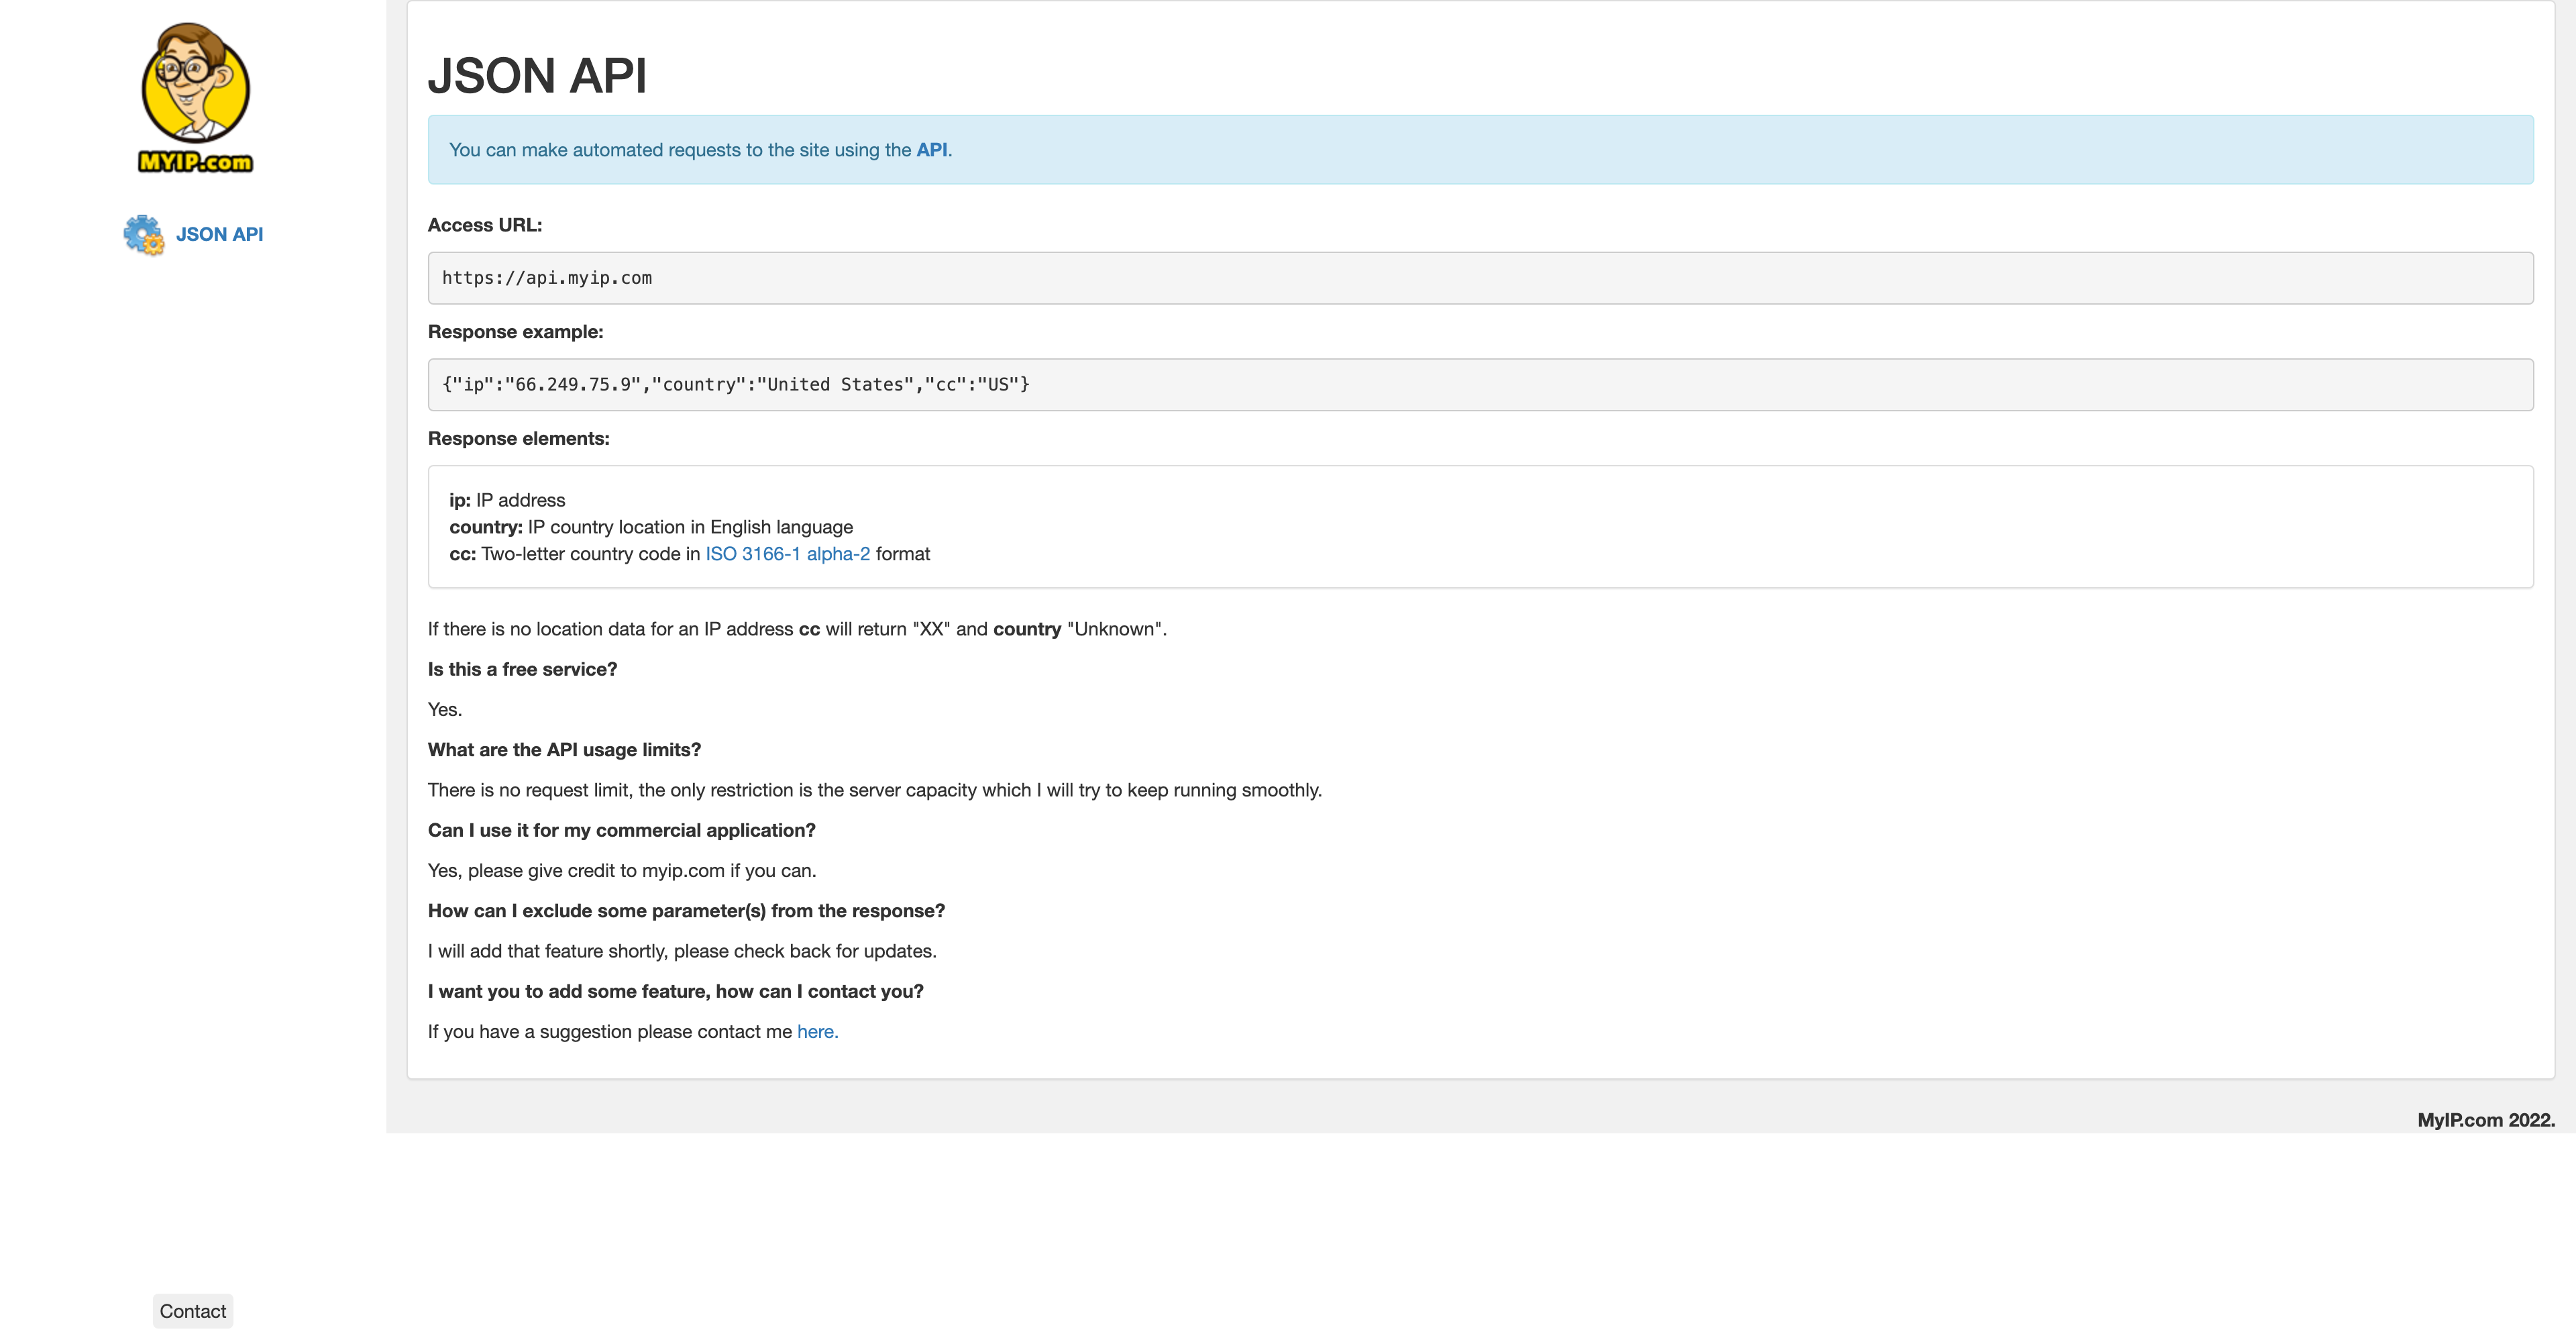 MYIP.com
JSON API
JSON API
You can make automated requests to the site using the API.
Access URL:
https://api.myip.com
Response example:
{"ip":"66.249.75.9","country":"United States","cc":"US"}
Response elements:
ip: IP address
country: IP country location in English language
cc: Two-letter country code in ISO 3166-1 alpha-2 format
If there is no location data for an IP address cc will return "XX" and country "Unknown".
Is this a free service?
Yes.
What are the API usage limits?
There is no request limit, the only restriction is the server capacity which I will try to keep running smoothly.
Can I use it for my commercial application?
Yes, please give credit to myip.com if you can.
How can I exclude some parameter(s) from the response?
I will add that feature shortly, please check back for updates.
I want you to add some feature, how can I contact you?
If you have a suggestion please contact me here.
MyIP.com 2022.
Contact